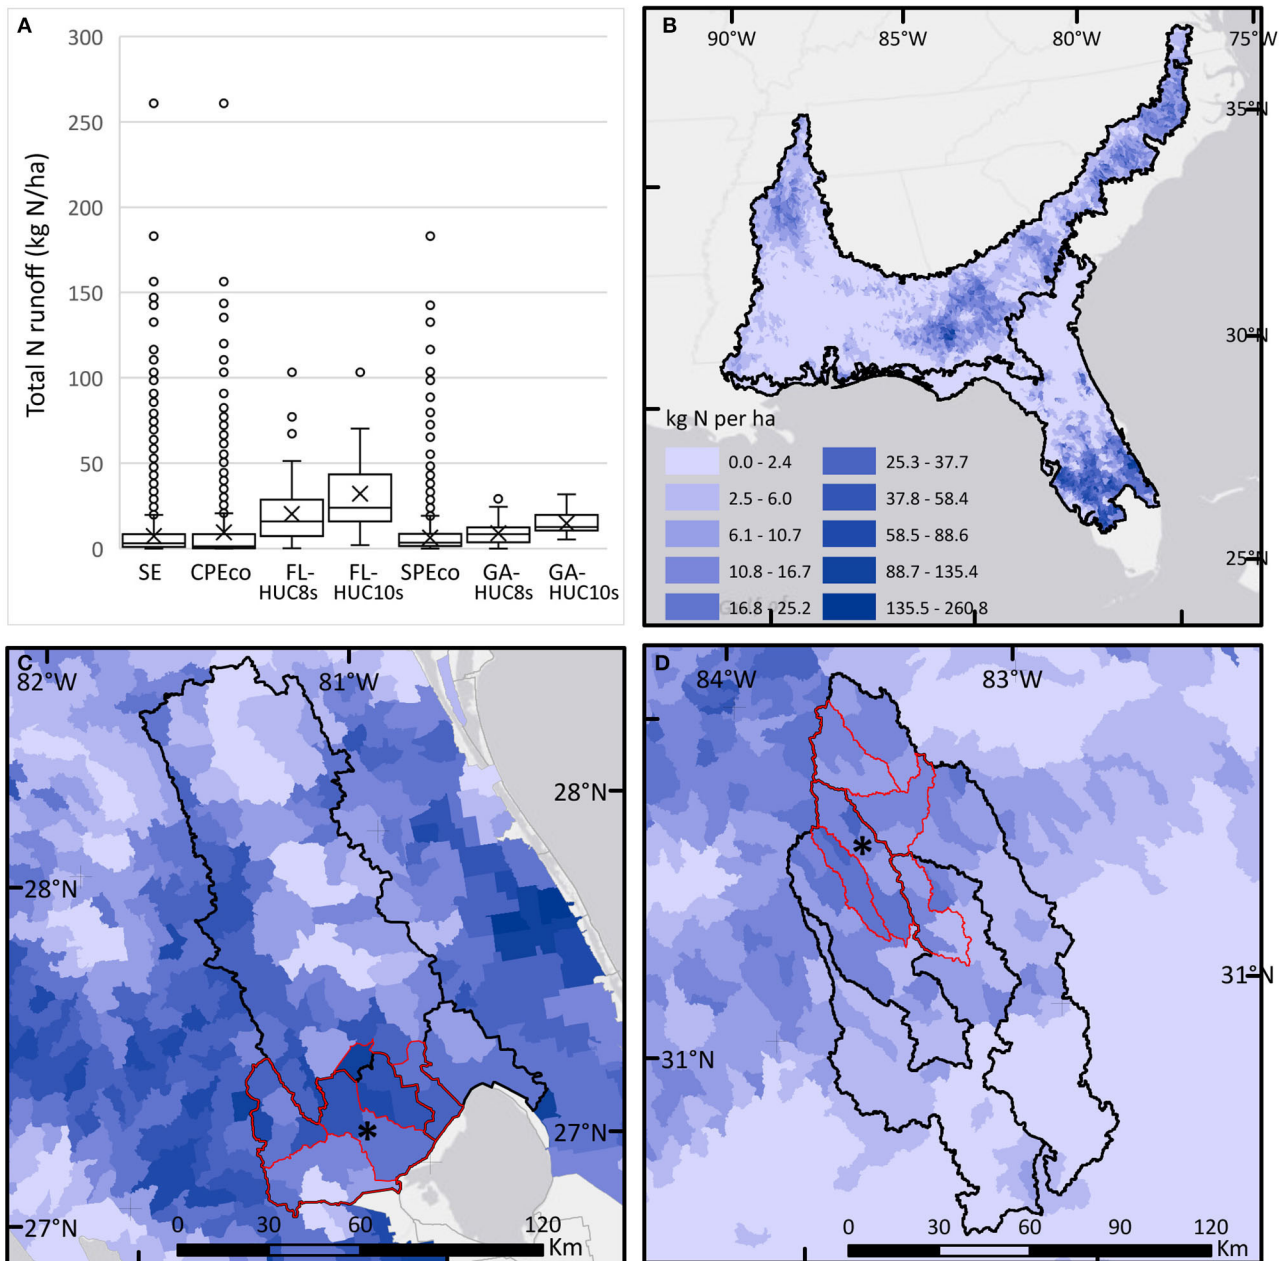 A
Total N runoff (kg N/ha)
300
250
200
150
100
50
0
SE
CPEco
FL-
HUC8s
FL-
HUC10s
SPEco
GA-
HUC8s
GA-
HUC10s
B
90°W
85°W
80°W
75°W
35°N
30°N
25°N
kg N per ha
0.0 - 2.4
2.5 - 6.0
6.1 - 10.7
10.8 - 16.7
16.8 - 25.2
25.3 - 37.7
37.8 - 58.4
58.5 - 88.6
88.7 - 135.4
135.5 - 260.8
C
82°W
81°W
28°N
28°N
27°N
27°N
*
0 30 60 120
Km
D
84°W
83°W
31°N
31°N
*
0 30 60 90 120
Km